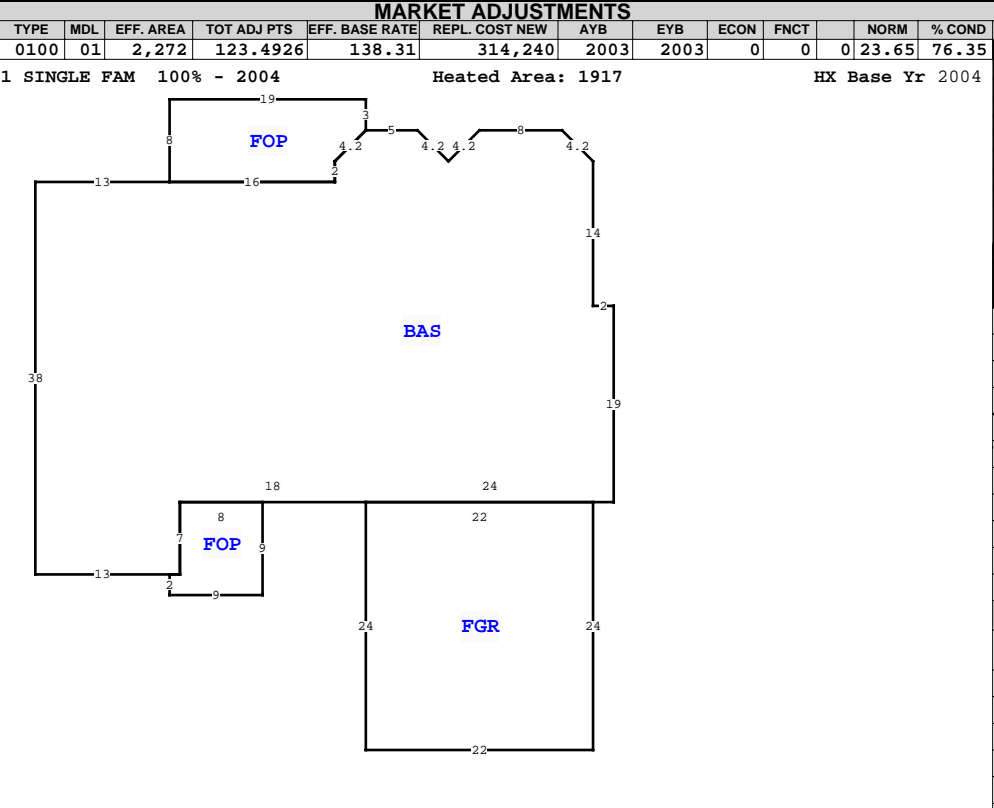 MARKET ADJUSTMENTS
TYPE MDL EFF. AREA TOT ADJ PTS EFF. BASE RATE REPL. COST NEW AYB EYB ECON FNCT NORM % COND
0100 01 2,272 123.4926 138.31 314,240 2003 2003 0 0 0 23.65 76.35
1 SINGLE FAM 100% - 2004 Heated Area: 1917 HX Base Yr 2004
19
3
8 FOP 5 8
4.2 4.2 4.2 4.2
2
13 16
14
2
BAS
38
19
18 24
8 22
7 FOP 9
13
2
9
24 FGR 24
22